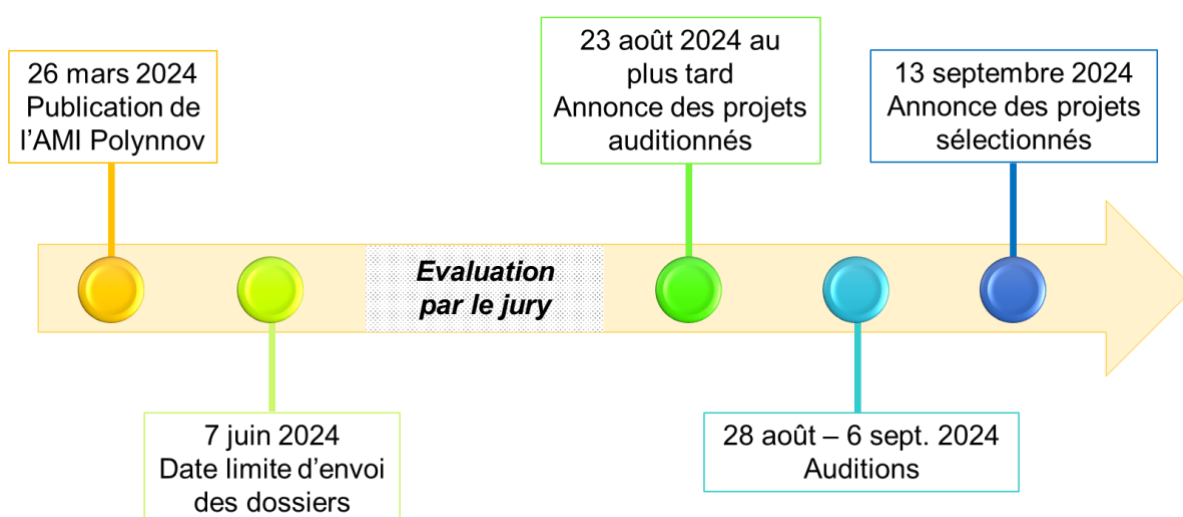 26 mars 2024
Publication de
l'AMI Polynnov
23 août 2024 au
plus tard
Annonce des projets
auditionnés
13 septembre 2024
Annonce des projets
sélectionnés
Evaluation
par le jury
7 juin 2024
Date limite d'envoi
des dossiers
28 août – 6 sept. 2024
Auditions